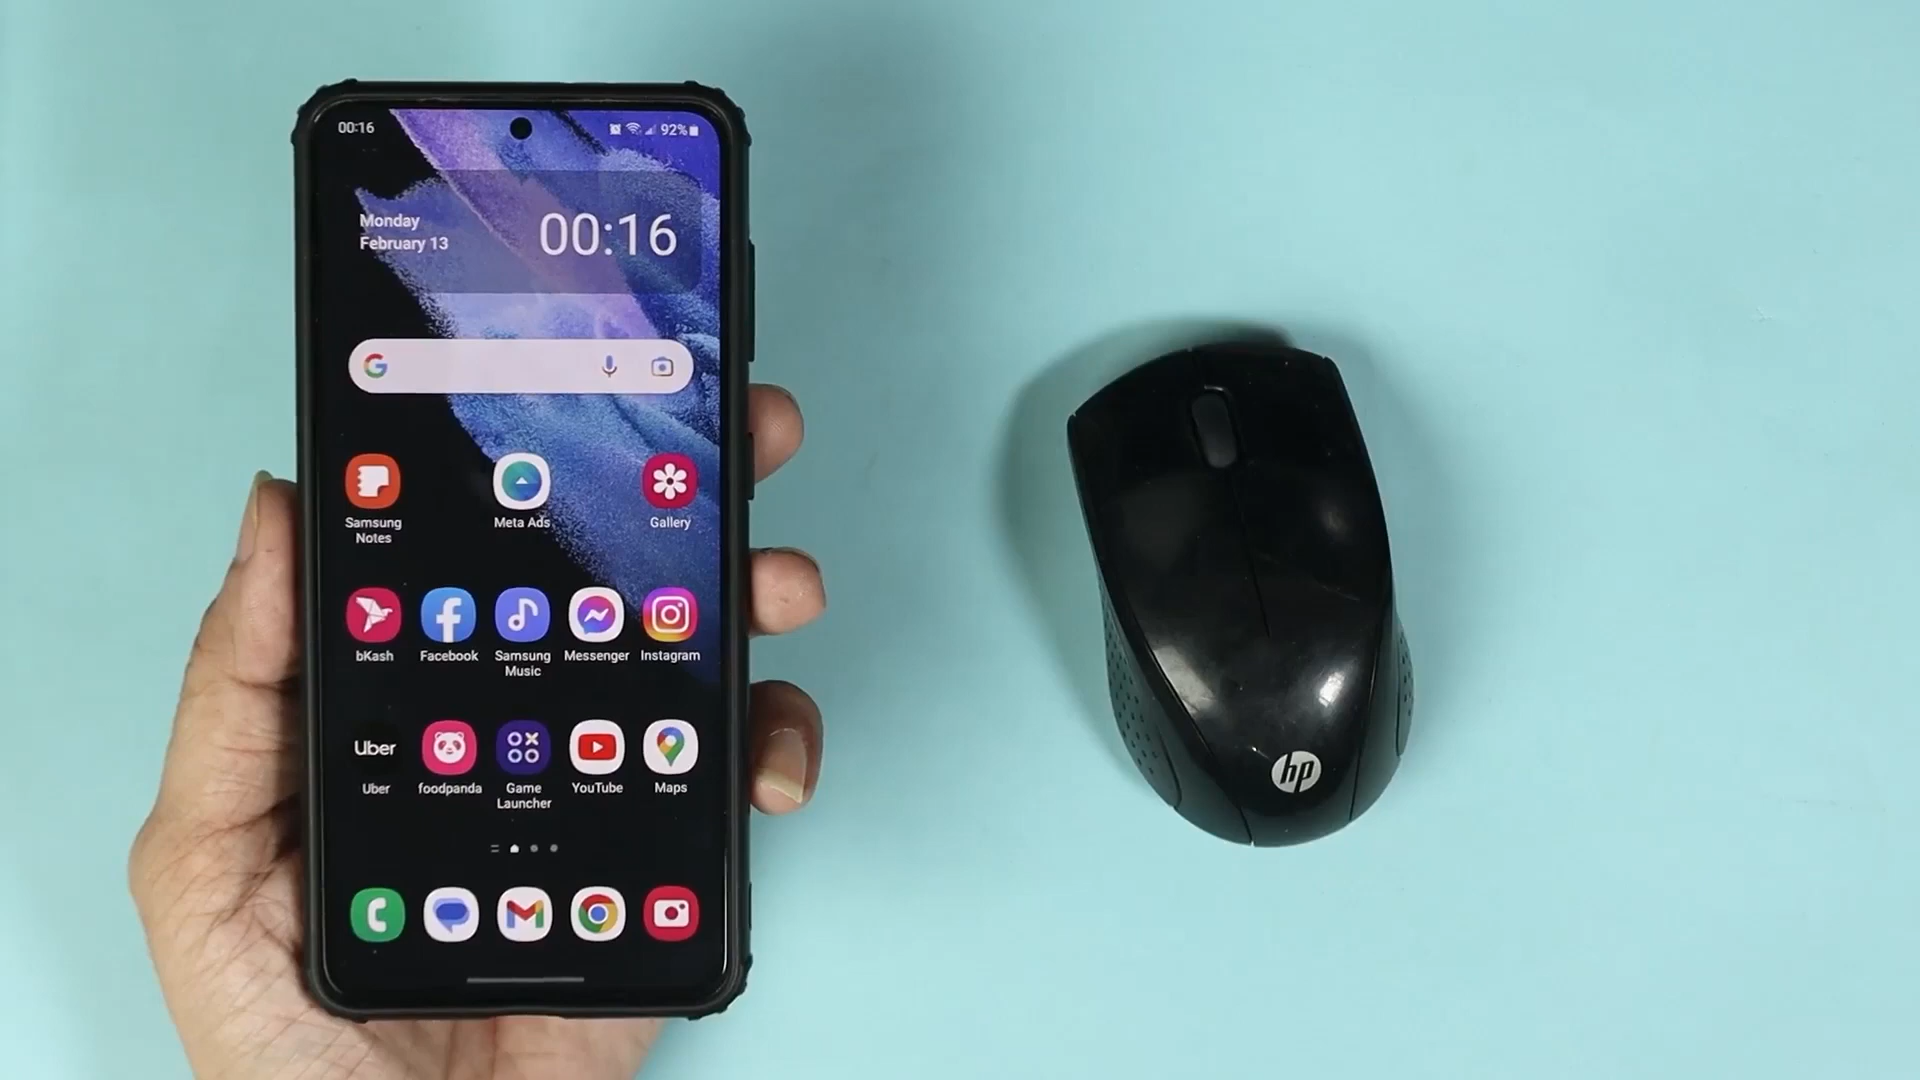 00:16
92%
Monday
February 13
00:16
G
Samsung
Notes
Meta Ads
Gallery
bKash
Facebook
Samsung
Music
Messenger
Instagram
Uber
Uber
foodpanda
Game
Launcher
YouTube
Maps
hp